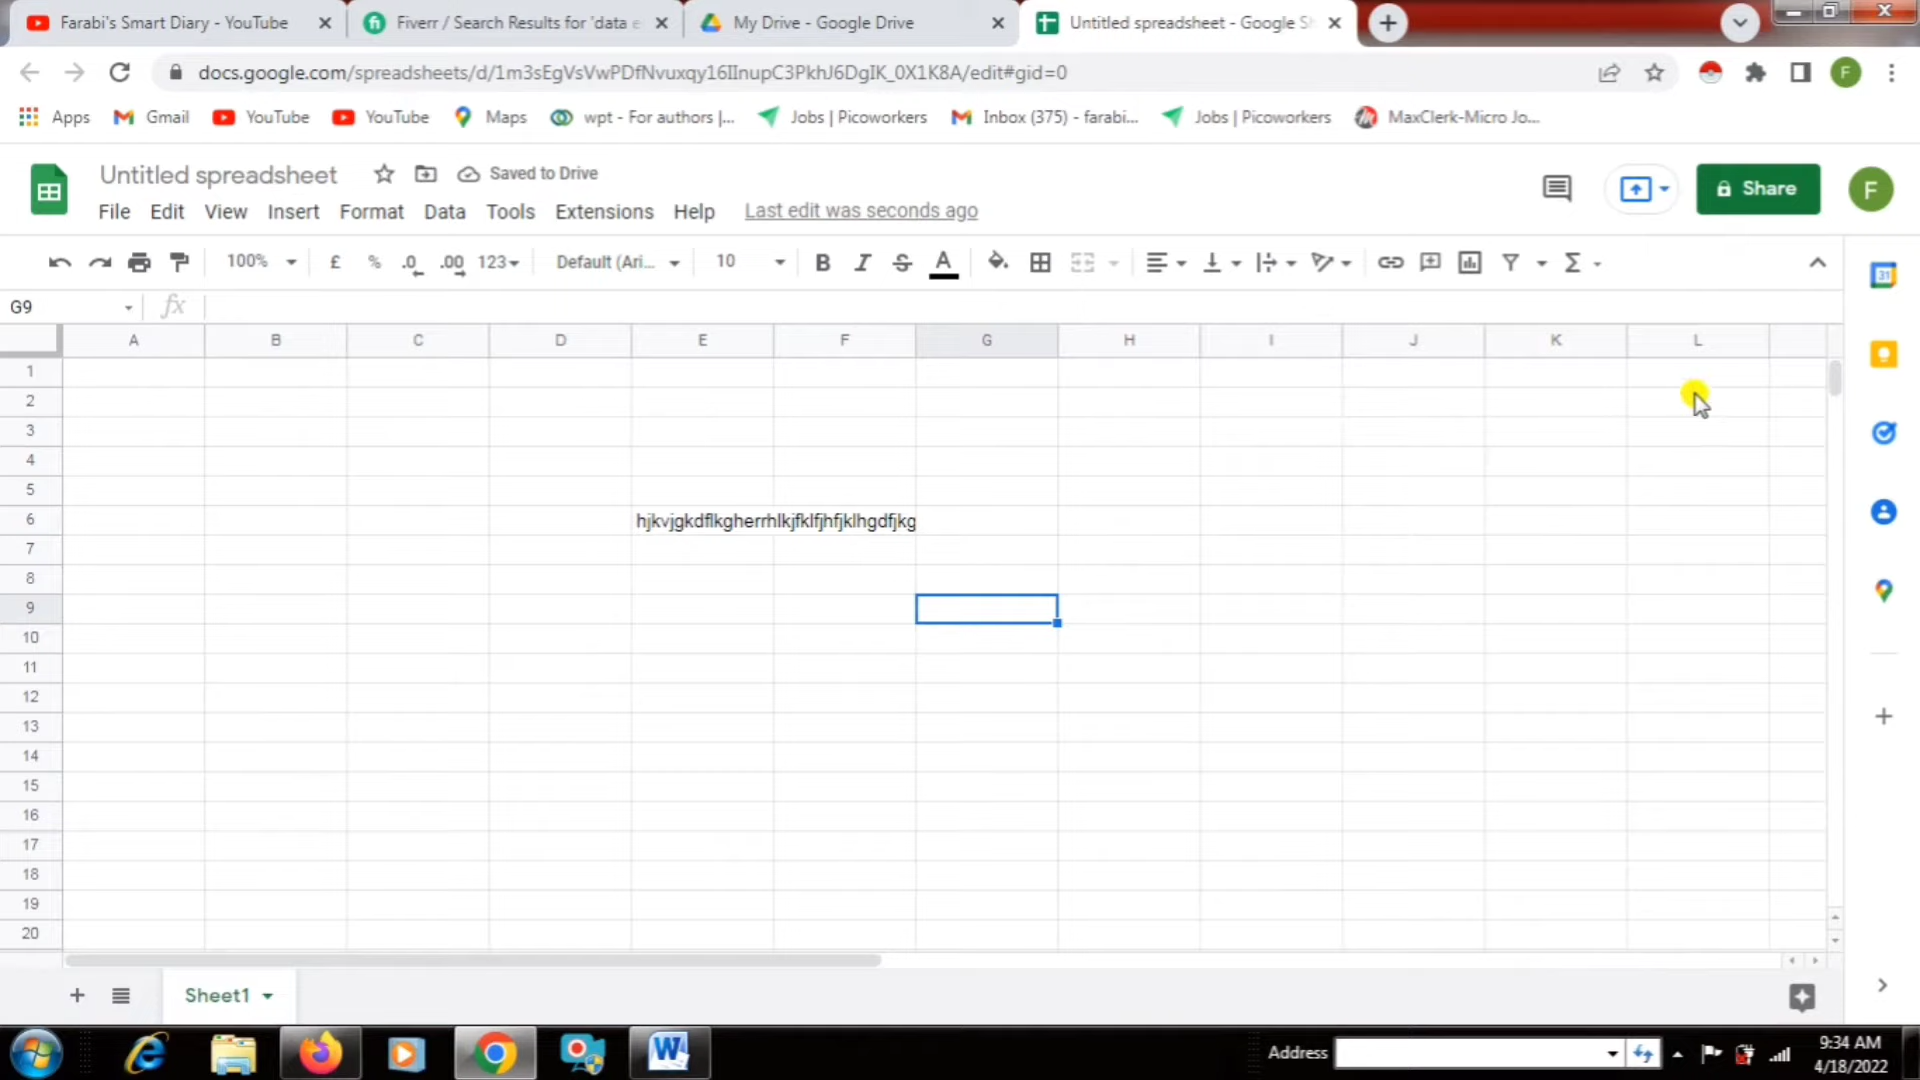 Farabi's Smart Diary - YouTube
Fiverr / Search Results for 'data e
My Drive - Google Drive
Untitled spreadsheet - Google Sh
docs.google.com/spreadsheets/d/1m3sEgVsVwPDfNvuxqy16IInupC3PkhJ6DgIK_0X1K8A/edit#gid=0
F
Apps
Gmail
YouTube
YouTube
Maps
wpt - For authors |...
Jobs | Picoworkers
Inbox (375) - farabi...
Jobs | Picoworkers
MaxClerk-Micro Jo...
Untitled spreadsheet
Saved to Drive
Share
F
File Edit View Insert Format Data Tools Extensions Help Last edit was seconds ago
100% £ % .0 .00 123 Default (Ari... 10 B I S A Σ
31
G9 fx
A B C D E F G H I J K L
1
2
3
4
5
6 hjkvjgkdflkgherrhlkjfklfjhfjklhgdfjkg
7
8
9
10
11
12
13
14
15
16
17
18
19
20
Sheet1
Address
9:34 AM
4/18/2022